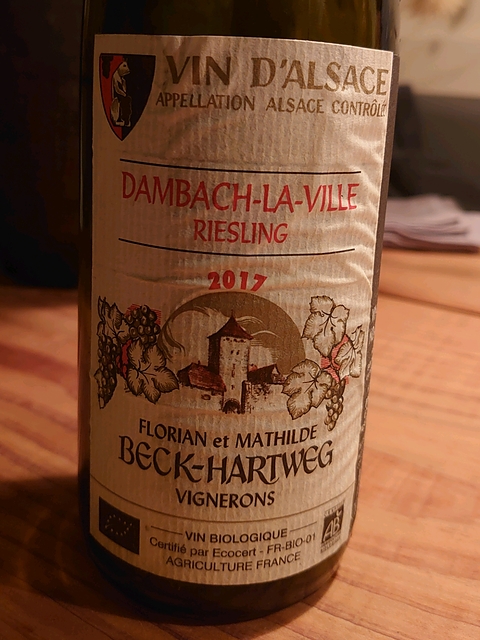 VIN D'ALSACE
APPELLATION ALSACE CONTRÔLÉ
DAMBACH-LA-VILLE
RIESLING
2017
FLORIAN et MATHILDE
BECK-HARTWEG
VIGNERONS
VIN BIOLOGIQUE
Certifié par Ecocert - FR-BIO-01
AGRICULTURE FRANCE
AB